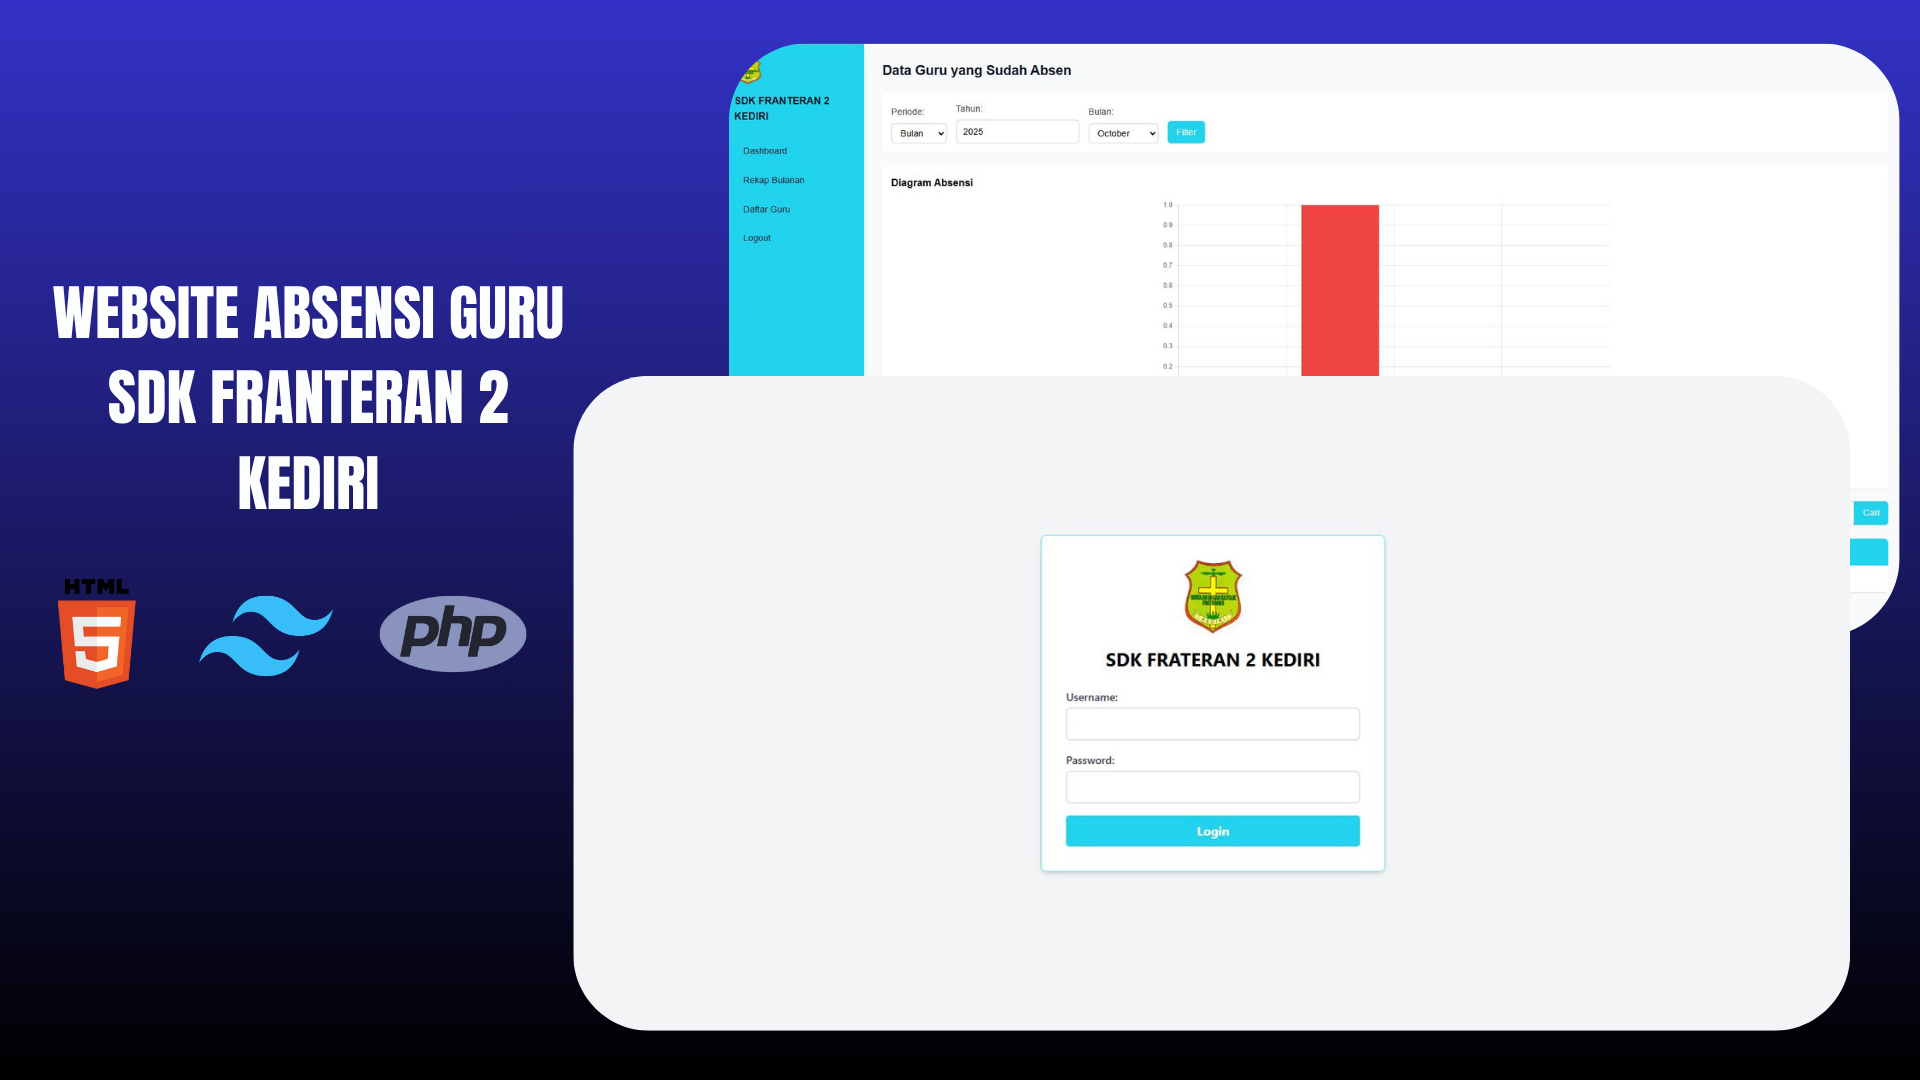 WEBSITE ABSENSI GURU
SDK FRANTERAN 2
KEDIRI
HTML
5
php
SDK FRANTERAN 2
KEDIRI
Dashboard
Rekap Bulanan
Daftar Guru
Logout
Data Guru yang Sudah Absen
Periode: Tahun: Bulan:
Bulan 2025 October Filter
Diagram Absensi
1.0
0.9
0.8
0.7
0.6
0.5
0.4
0.3
0.2
Cari
SDK FRATERAN 2 KEDIRI
Username:
Password:
Login